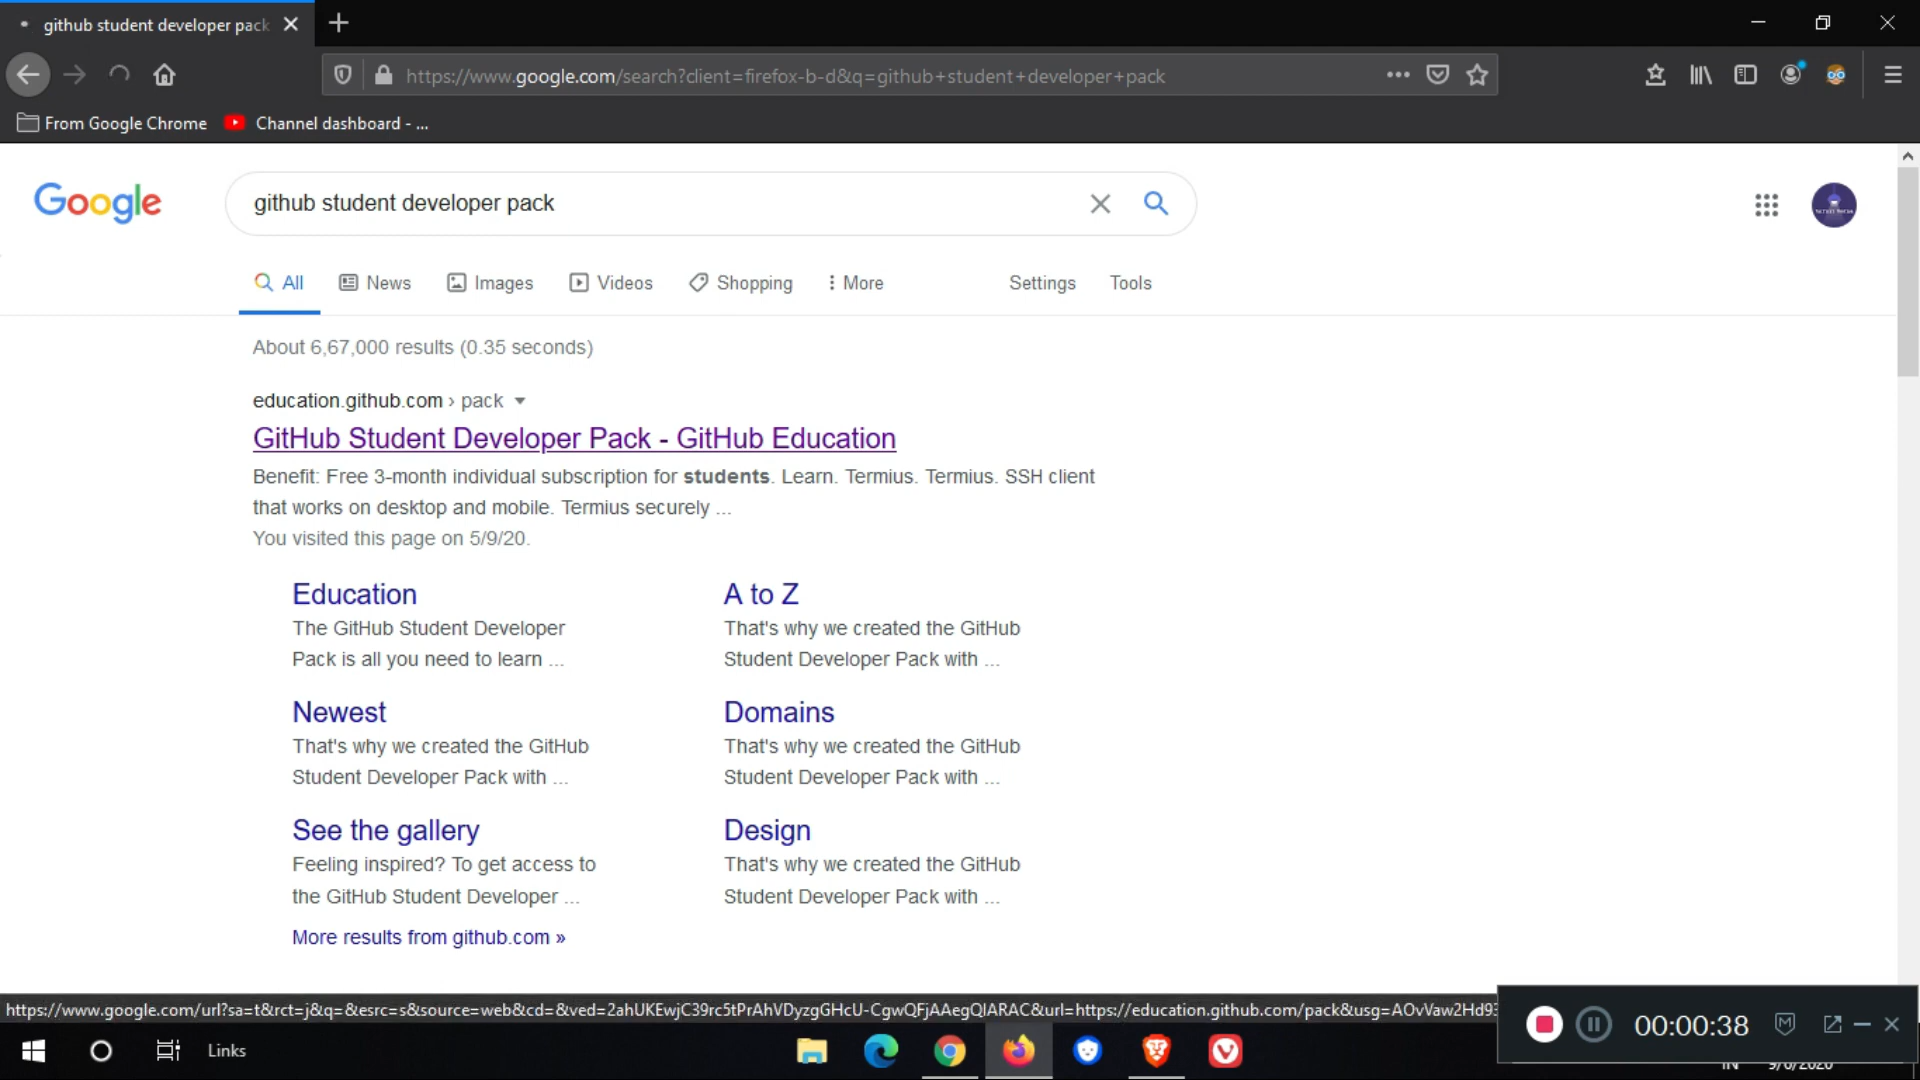 github student developer pack
https://www.google.com/search?client=firefox-b-d&q=github+student+developer+pack
From Google Chrome
Channel dashboard - ...
Google
github student developer pack
All
News
Images
Videos
Shopping
More
Settings
Tools
About 6,67,000 results (0.35 seconds)
education.github.com › pack
GitHub Student Developer Pack - GitHub Education
Benefit: Free 3-month individual subscription for students. Learn. Termius. Termius. SSH client
that works on desktop and mobile. Termius securely ...
You visited this page on 5/9/20.
Education
The GitHub Student Developer
Pack is all you need to learn ...
A to Z
That's why we created the GitHub
Student Developer Pack with ...
Newest
That's why we created the GitHub
Student Developer Pack with ...
Domains
That's why we created the GitHub
Student Developer Pack with ...
See the gallery
Feeling inspired? To get access to
the GitHub Student Developer ...
Design
That's why we created the GitHub
Student Developer Pack with ...
More results from github.com »
https://www.google.com/url?sa=t&rct=j&q=&esrc=s&source=web&cd=&ved=2ahUKEwjC39rc5tPrAhVDyzgGHcU-CgwQFjAAegQIARAC&url=https://education.github.com/pack&usg=AOvVaw2Hd93
00:00:38
Links